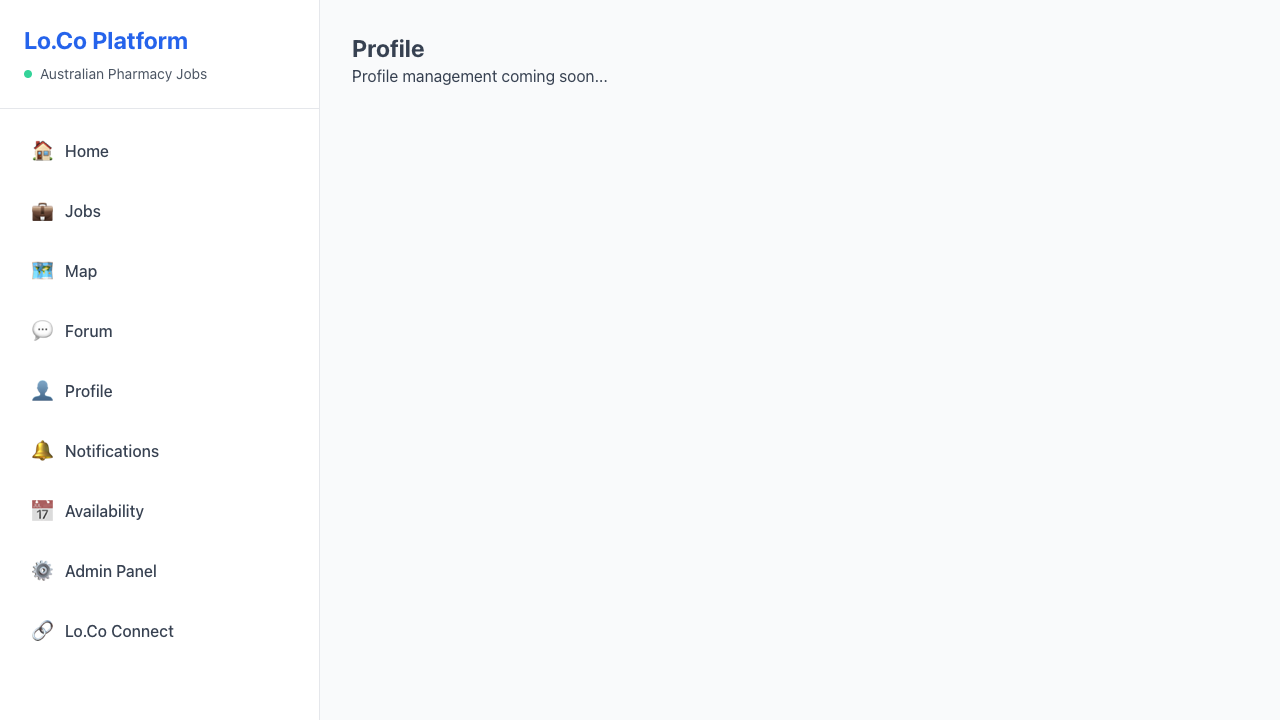 Lo.Co Platform
Australian Pharmacy Jobs
Home
Jobs
Map
Forum
Profile
Notifications
17
Availability
Admin Panel
Lo.Co Connect
Profile
Profile management coming soon...